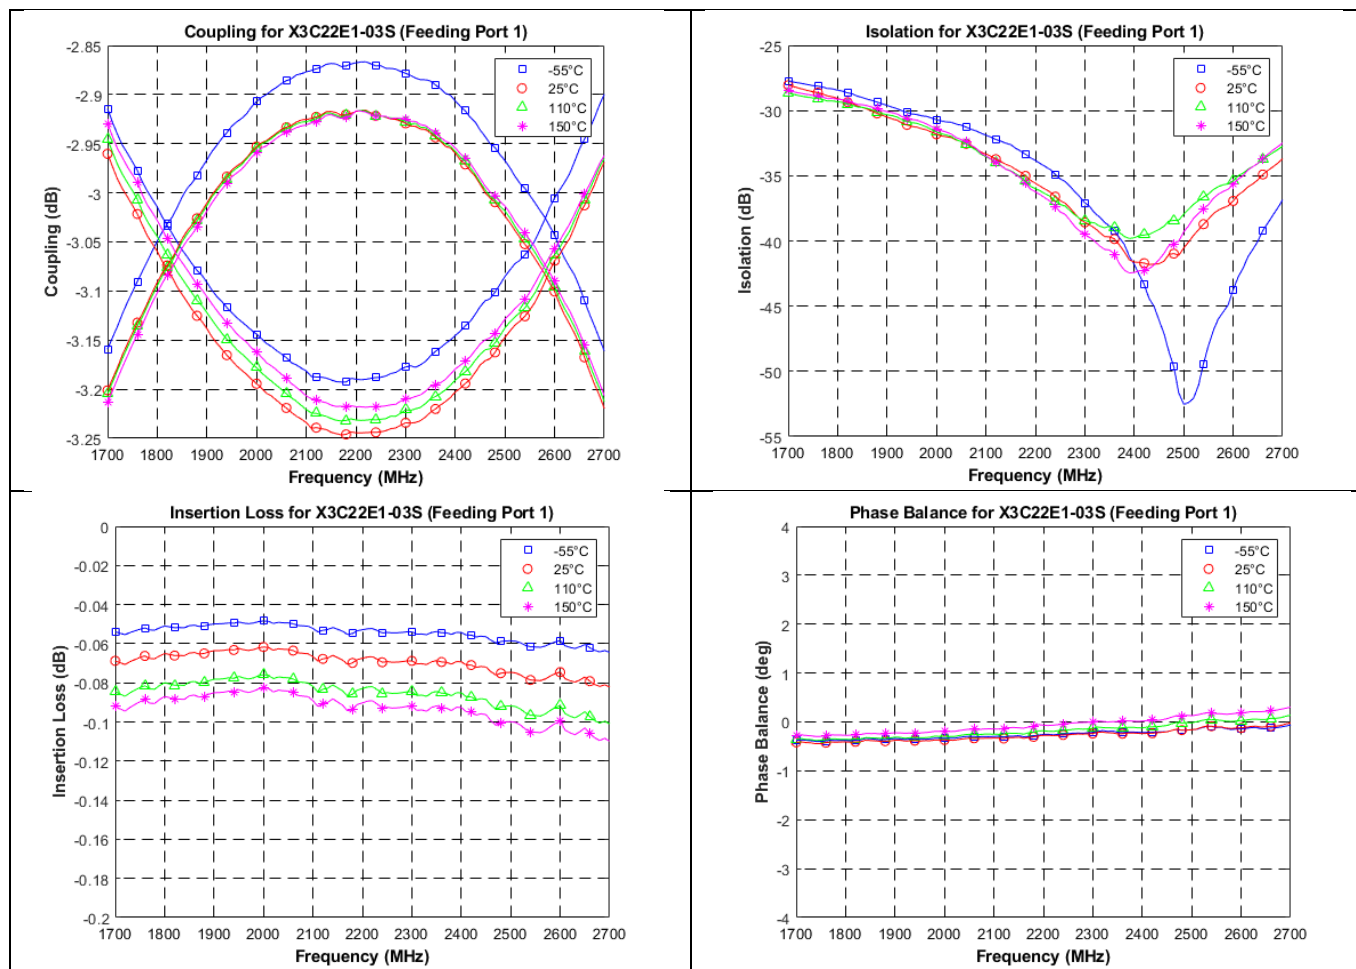 Coupling for X3C22E1-03S (Feeding Port 1)
-2.85
-2.9
-2.95
-3
-3.05
-3.1
-3.15
-3.2
-3.25
Coupling (dB)
-55°C
25°C
110°C
150°C
1700 1800 1900 2000 2100 2200 2300 2400 2500 2600 2700
Frequency (MHz)
Isolation for X3C22E1-03S (Feeding Port 1)
-25
-30
-35
-40
-45
-50
-55
Isolation (dB)
-55°C
25°C
110°C
150°C
1700 1800 1900 2000 2100 2200 2300 2400 2500 2600 2700
Frequency (MHz)
Insertion Loss for X3C22E1-03S (Feeding Port 1)
0
-0.02
-0.04
-0.06
-0.08
-0.1
-0.12
-0.14
-0.16
-0.18
-0.2
Insertion Loss (dB)
-55°C
25°C
110°C
150°C
1700 1800 1900 2000 2100 2200 2300 2400 2500 2600 2700
Frequency (MHz)
Phase Balance for X3C22E1-03S (Feeding Port 1)
4
3
2
1
0
-1
-2
-3
-4
Phase Balance (deg)
-55°C
25°C
110°C
150°C
1700 1800 1900 2000 2100 2200 2300 2400 2500 2600 2700
Frequency (MHz)